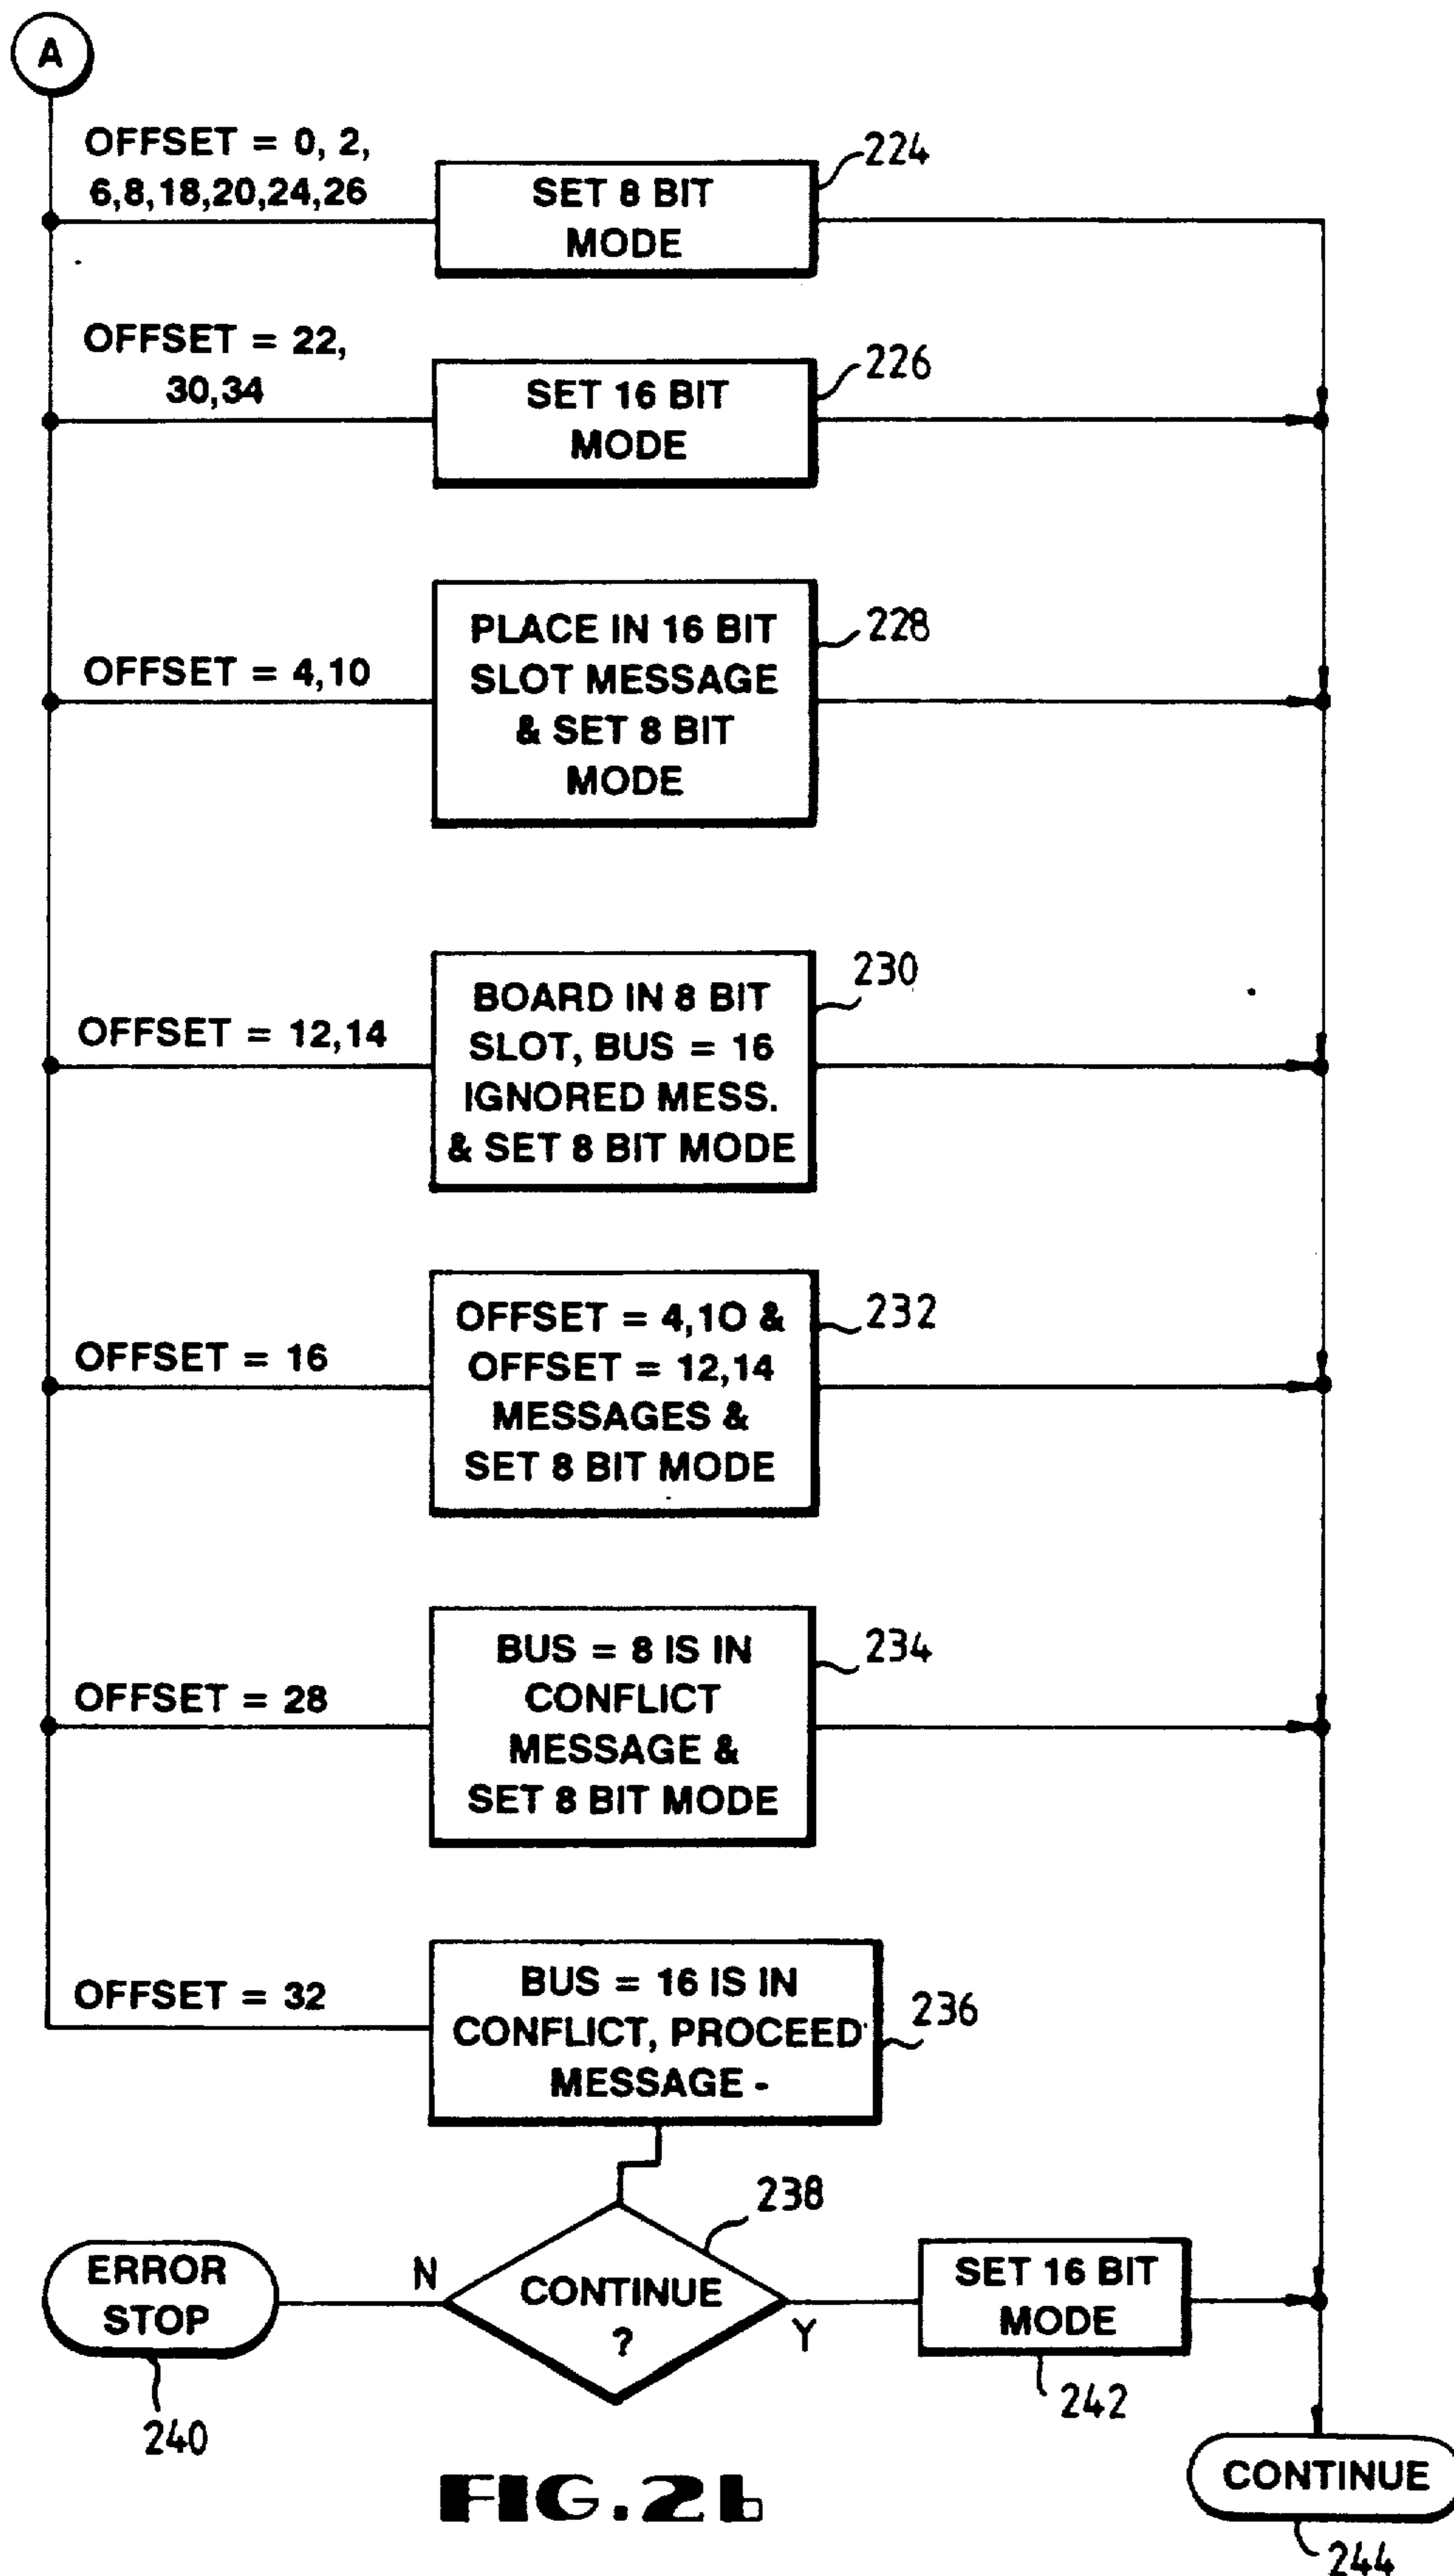 A
OFFSET = 0, 2,
6,8,18,20,24,26
SET 8 BIT
MODE
224
OFFSET = 22,
30,34
SET 16 BIT
MODE
226
OFFSET = 4,10
PLACE IN 16 BIT
SLOT MESSAGE
& SET 8 BIT
MODE
228
OFFSET = 12,14
BOARD IN 8 BIT
SLOT, BUS = 16
IGNORED MESS.
& SET 8 BIT MODE
230
OFFSET = 16
OFFSET = 4,10 &
OFFSET = 12,14
MESSAGES &
SET 8 BIT MODE
232
OFFSET = 28
BUS = 8 IS IN
CONFLICT
MESSAGE &
SET 8 BIT MODE
234
OFFSET = 32
BUS = 16 IS IN
CONFLICT, PROCEED
MESSAGE -
236
ERROR
STOP
240
N
CONTINUE
?
238
Y
SET 16 BIT
MODE
242
CONTINUE
244
FIG.2b